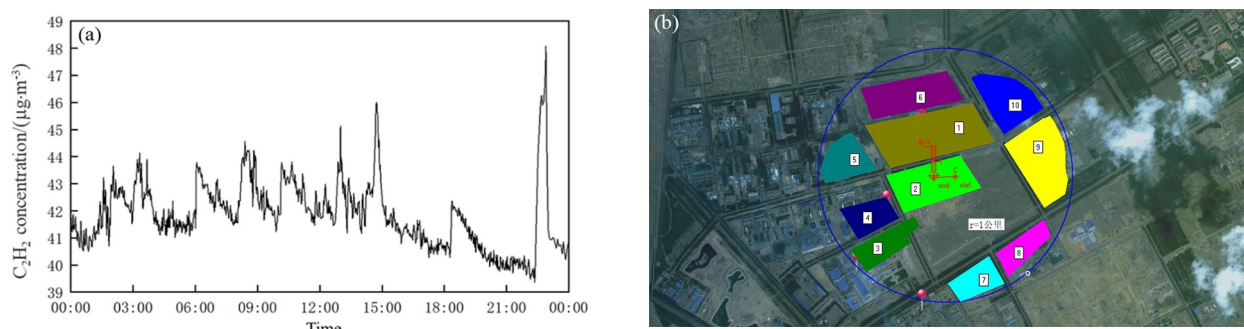 (a)
C₂H₂ concentration/(μg·m⁻³)
49
48
47
46
45
44
43
42
41
40
39
00:00 03:00 06:00 09:00 12:00 15:00 18:00 21:00 00:00
Time
(b)
6
10
1
5
9
2
C
end start
4
r=1公里
3
8
7